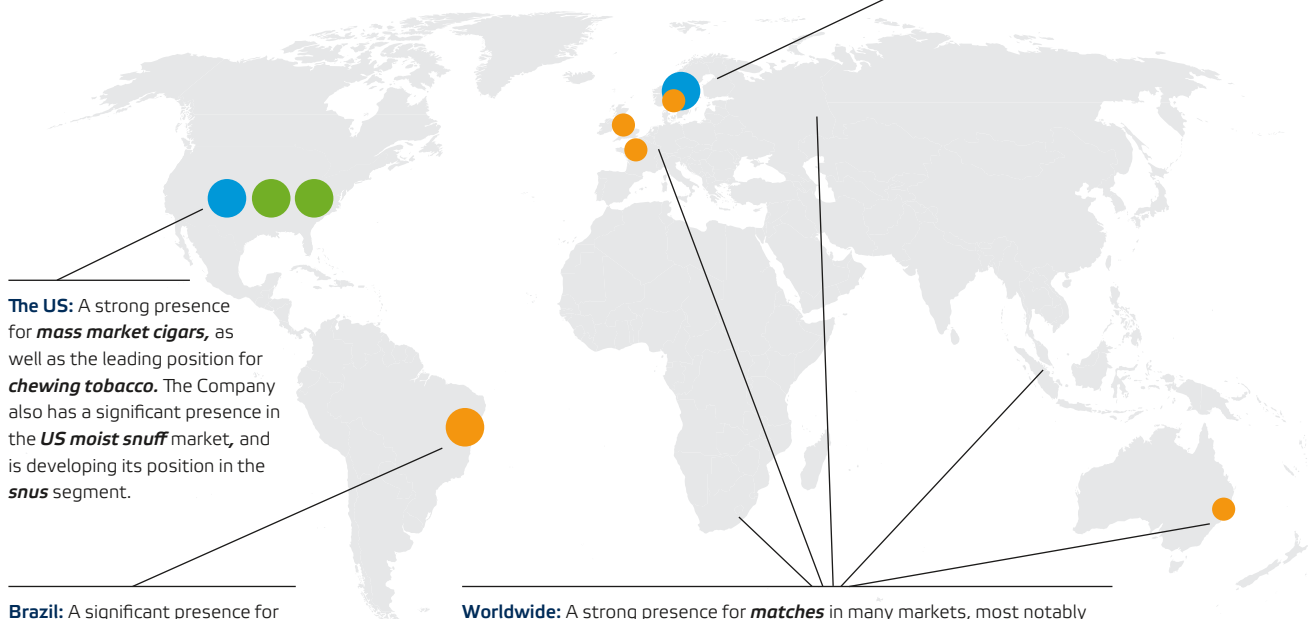 The US: A strong presence
for mass market cigars, as
well as the leading position for
chewing tobacco. The Company
also has a significant presence in
the US moist snuff market, and
is developing its position in the
snus segment.
Brazil: A significant presence for
Worldwide: A strong presence for matches in many markets, most notably